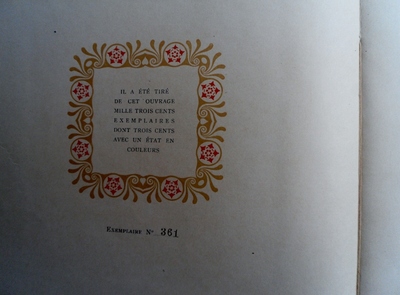 IL A ÉTÉ TIRÉ
DE CET OUVRAGE
MILLE TROIS CENTS
EXEMPLAIRES
DONT TROIS CENTS
AVEC UN ÉTAT EN
COULEURS
EXEMPLAIRE N° 361